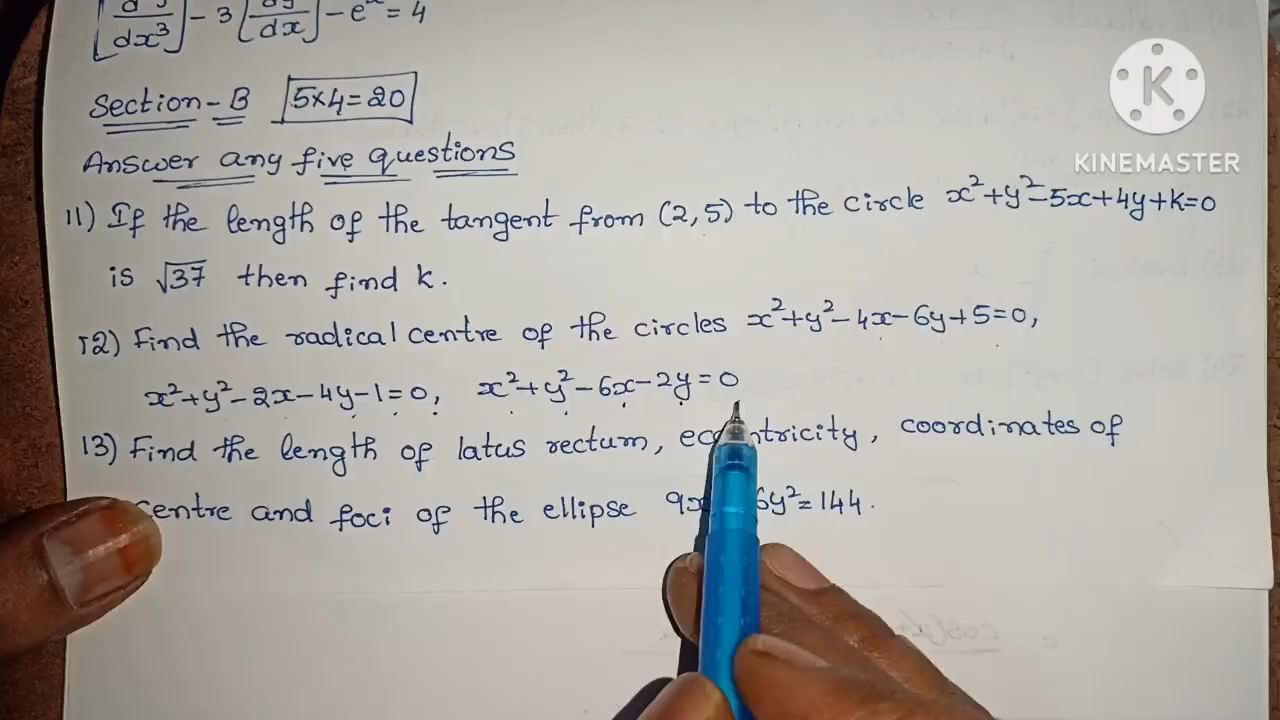 dx³ - 3 dx - e = 4
Section-B 5×4=20
Answer any five questions
11) If the length of the tangent from (2,5) to the circle x²+y²-5x+4y+k=0
is √37 then find k.
12) Find the radical centre of the circles x²+y²-4x-6y+5=0,
x²+y²-2x-4y-1=0, x²+y²-6x-2y=0
13) Find the length of latus rectum, eccentricity, coordinates of
centre and foci of the ellipse 9x 6y²=144.
K
KINEMASTER